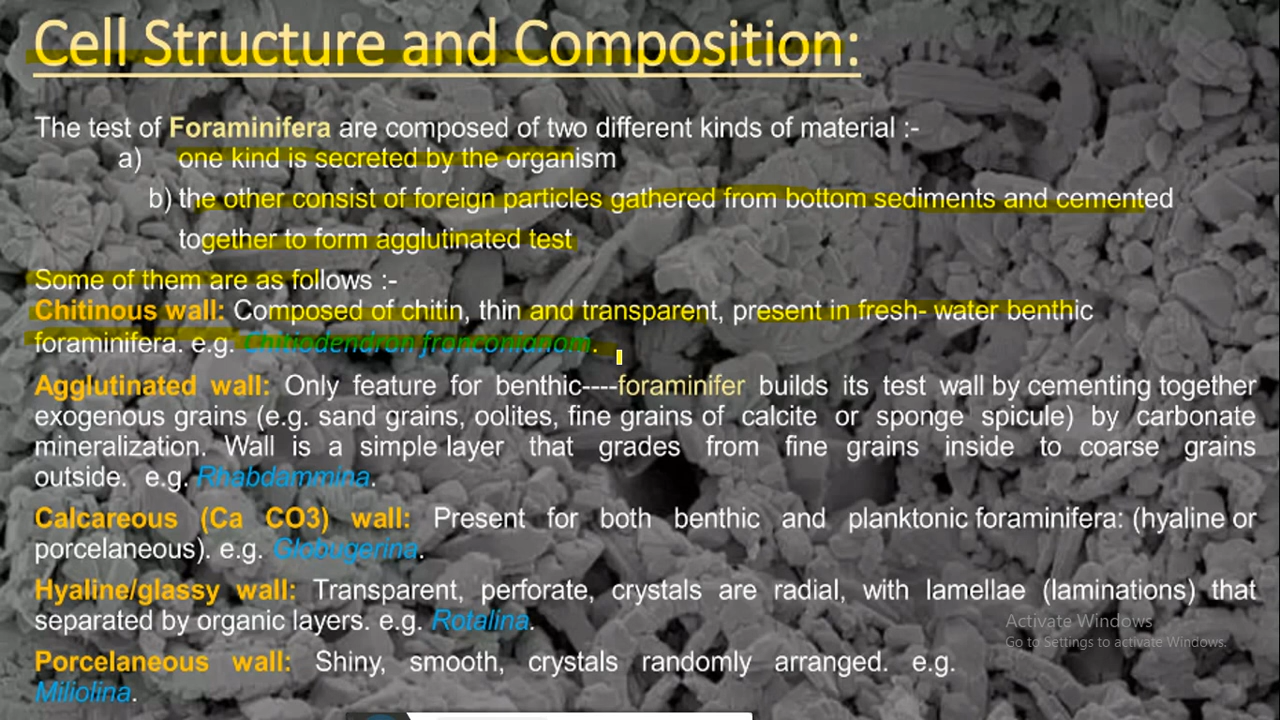 Cell Structure and Composition:
The test of Foraminifera are composed of two different kinds of material :-
a) one kind is secreted by the organism
b) the other consist of foreign particles gathered from bottom sediments and cemented
together to form agglutinated test
Some of them are as follows :-
Chitinous wall: Composed of chitin, thin and transparent, present in fresh- water benthic
foraminifera. e.g. Chitiodendron franconianom.
Agglutinated wall: Only feature for benthic----foraminifer builds its test wall by cementing together
exogenous grains (e.g. sand grains, oolites, fine grains of calcite or sponge spicule) by carbonate
mineralization. Wall is a simple layer that grades from fine grains inside to coarse grains
outside. e.g. Rhabdammina.
Calcareous (Ca CO3) wall: Present for both benthic and planktonic foraminifera: (hyaline or
porcelaneous). e.g. Globugerina.
Hyaline/glassy wall: Transparent, perforate, crystals are radial, with lamellae (laminations) that
separated by organic layers. e.g. Rotalina.
Activate Windows
Go to Settings to activate Windows.
Porcelaneous wall: Shiny, smooth, crystals randomly arranged. e.g.
Miliolina.